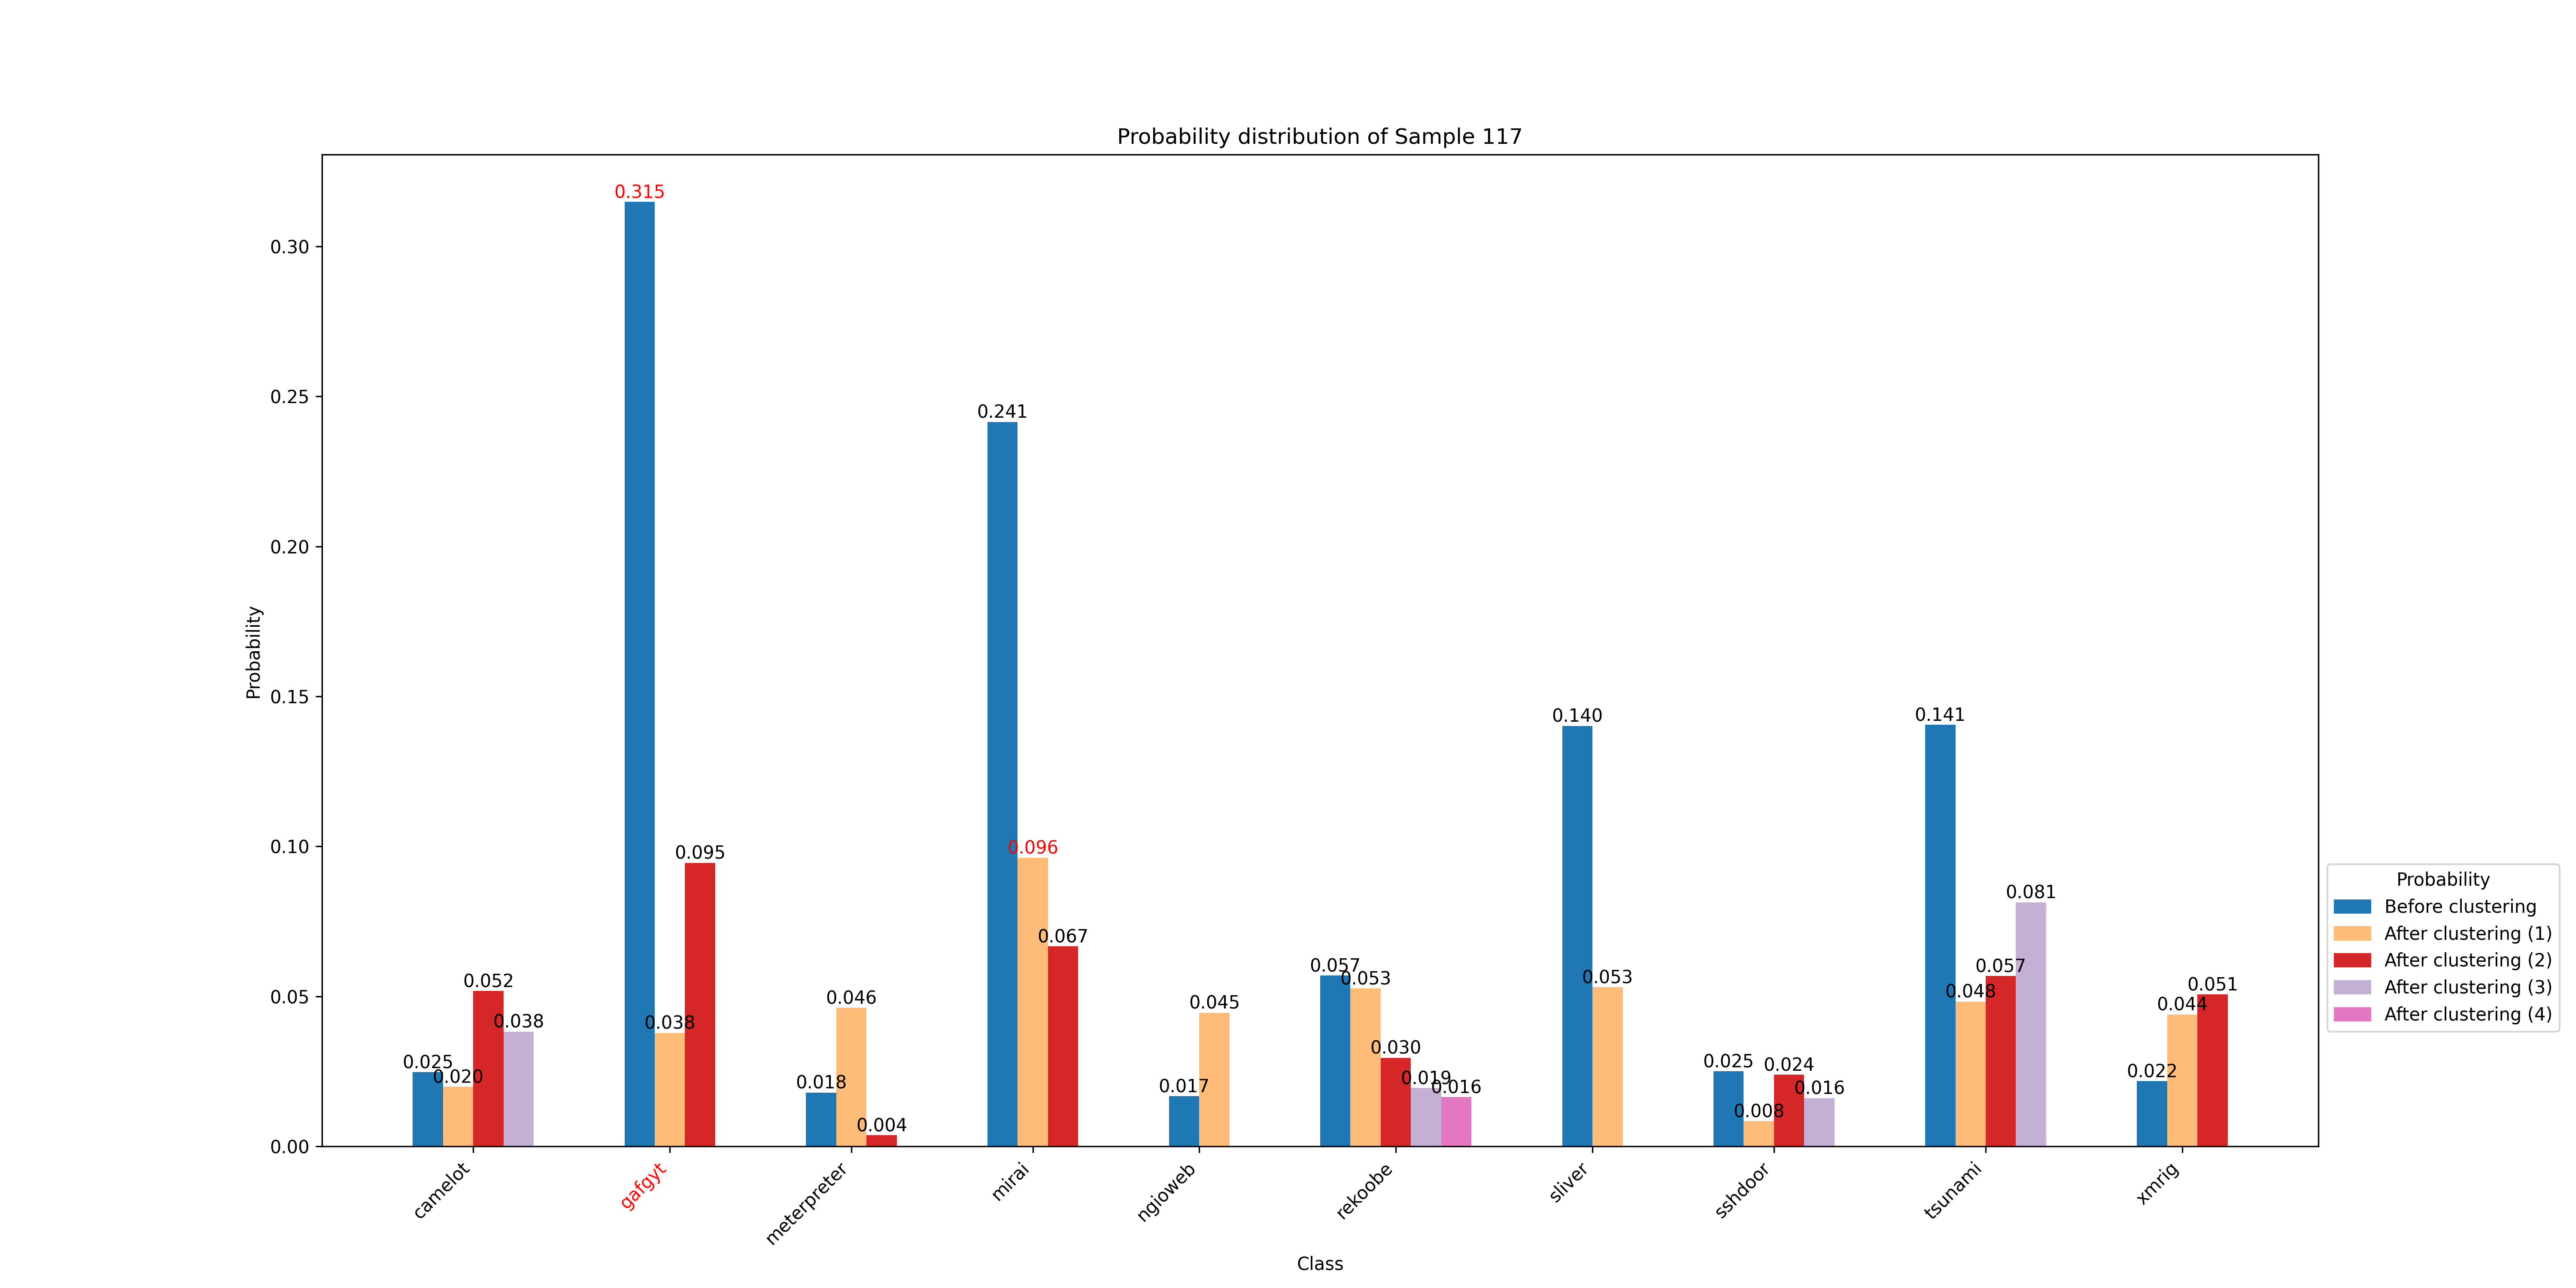 Probability distribution of Sample 117
Probability
0.30
0.25
0.20
0.15
0.10
0.05
0.00
0.025
0.020
0.052
0.038
0.315
0.038
0.095
0.018
0.046
0.004
0.241
0.096
0.067
0.017
0.045
0.057
0.053
0.030
0.019
0.016
0.140
0.053
0.025
0.008
0.024
0.016
0.141
0.048
0.057
0.081
0.022
0.044
0.051
camelot
gafgyt
meterpreter
mirai
ngioweb
rekoobe
sliver
sshdoor
tsunami
xmrig
Class
Probability
Before clustering
After clustering (1)
After clustering (2)
After clustering (3)
After clustering (4)